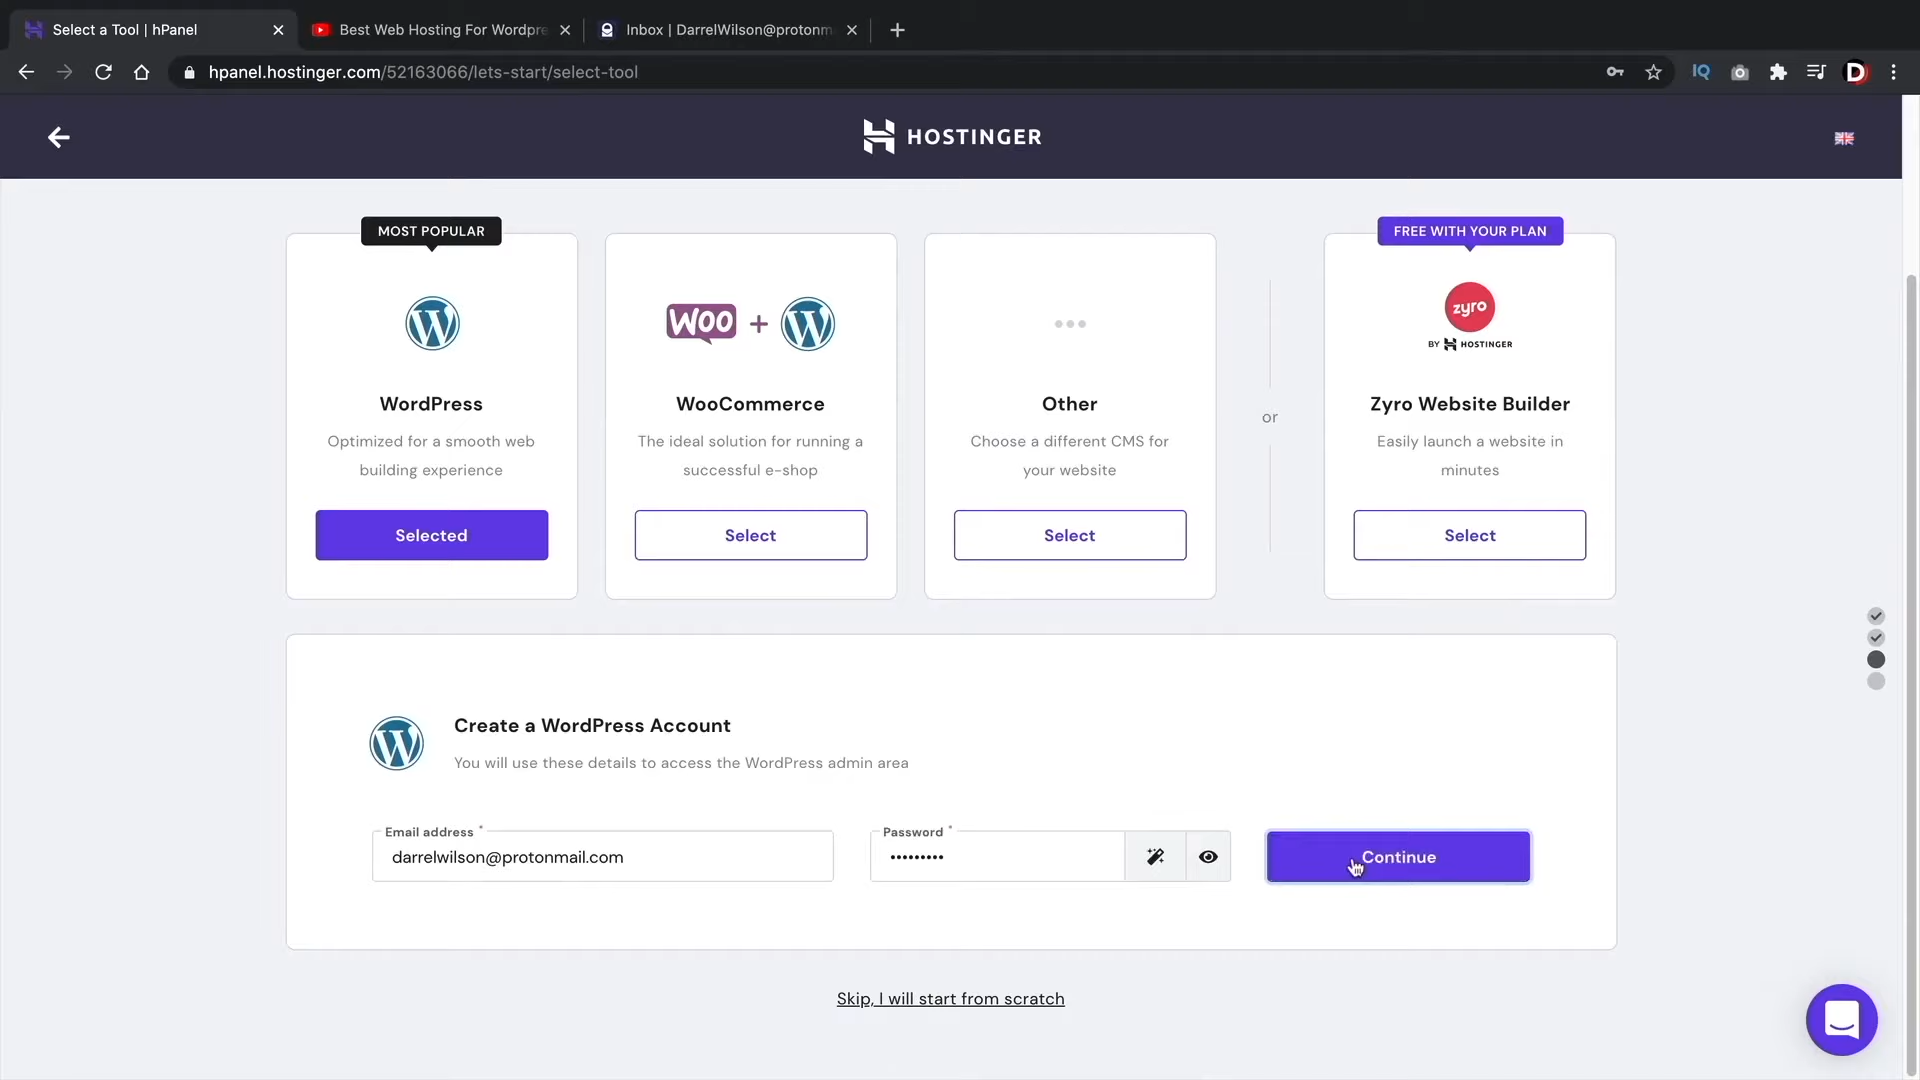 Select a Tool | hPanel
Best Web Hosting For Wordpre
Inbox | DarrelWilson@protonm
hpanel.hostinger.com/52163066/lets-start/select-tool
IQ
D
HOSTINGER
MOST POPULAR
FREE WITH YOUR PLAN
W
WOO + W
zyro
BY HOSTINGER
WordPress
WooCommerce
Other
Zyro Website Builder
or
Optimized for a smooth web
building experience
The ideal solution for running a
successful e-shop
Choose a different CMS for
your website
Easily launch a website in
minutes
Selected
Select
Select
Select
W
Create a WordPress Account
You will use these details to access the WordPress admin area
Email address *
darrelwilson@protonmail.com
Password *
•••••••••
Continue
Skip, I will start from scratch